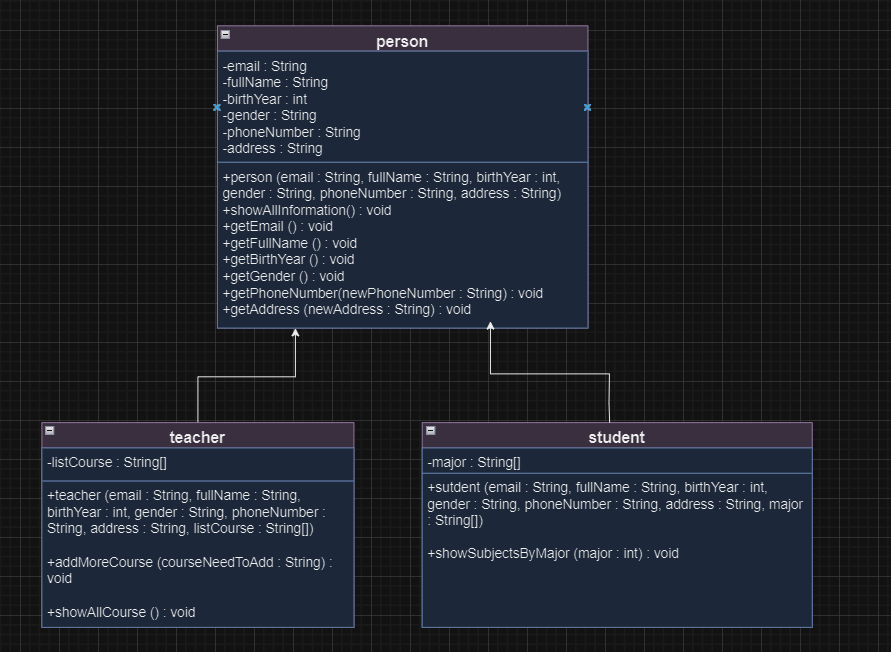 person
-email : String
-fullName : String
-birthYear : int
-gender : String
-phoneNumber : String
-address : String
+person (email : String, fullName : String, birthYear : int,
gender : String, phoneNumber : String, address : String)
+showAllInformation() : void
+getEmail () : void
+getFullName () : void
+getBirthYear () : void
+getGender () : void
+getPhoneNumber(newPhoneNumber : String) : void
+getAddress (newAddress : String) : void
teacher
-listCourse : String[]
+teacher (email : String, fullName : String,
birthYear : int, gender : String, phoneNumber :
String, address : String, listCourse : String[])
+addMoreCourse (courseNeedToAdd : String) :
void
+showAllCourse () : void
student
-major : String[]
+sutdent (email : String, fullName : String, birthYear : int,
gender : String, phoneNumber : String, address : String, major
: String[])
+showSubjectsByMajor (major : int) : void